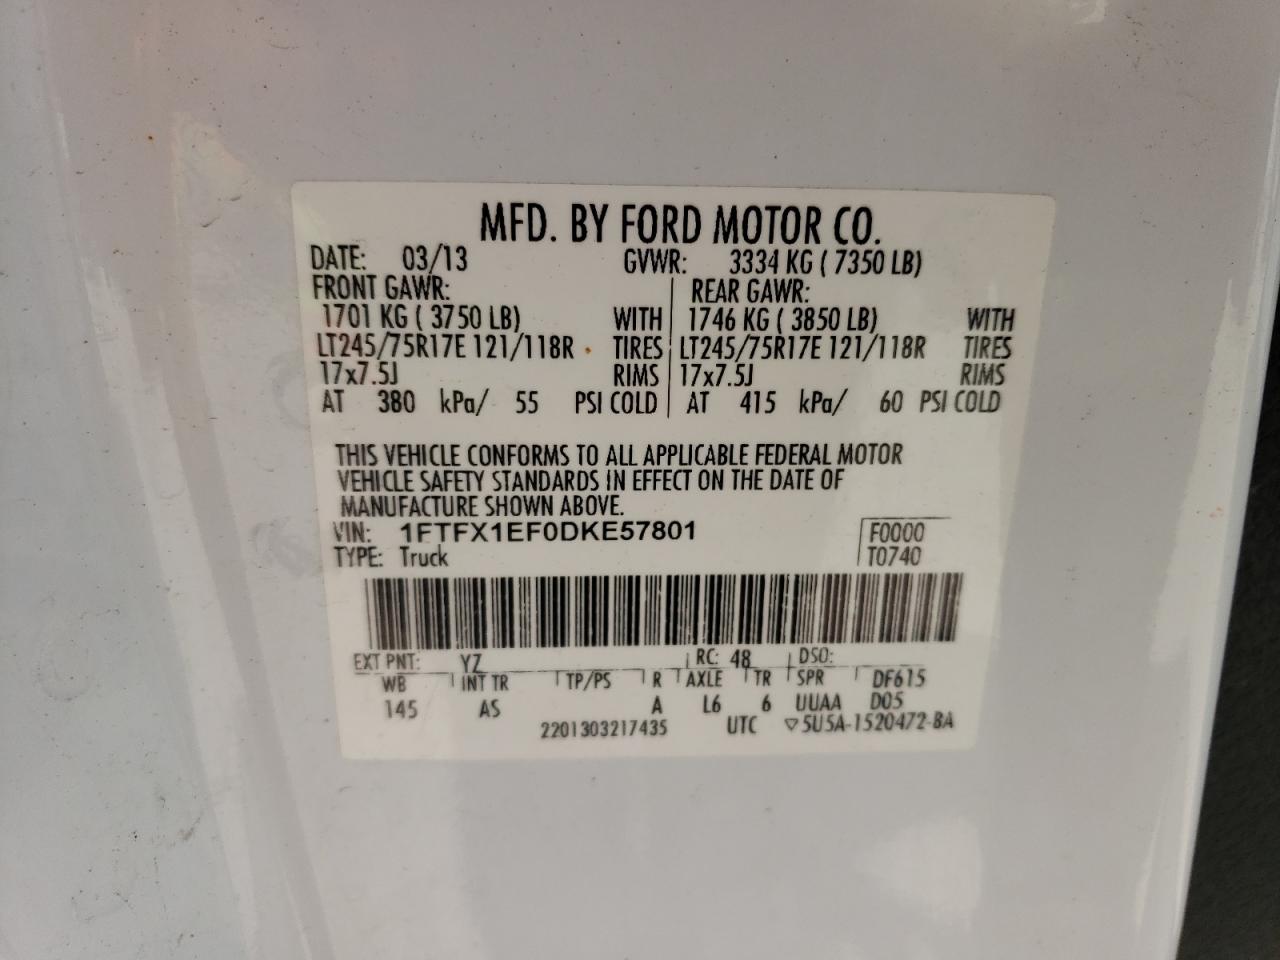 MFD. BY FORD MOTOR CO.
DATE: 03/13 GVWR: 3334 KG ( 7350 LB)
FRONT GAWR: REAR GAWR:
1701 KG ( 3750 LB) WITH 1746 KG ( 3850 LB) WITH
LT245/75R17E 121/118R TIRES LT245/75R17E 121/118R TIRES
17x7.5J RIMS 17x7.5J RIMS
AT 380 kPa/ 55 PSI COLD AT 415 kPa/ 60 PSI COLD
THIS VEHICLE CONFORMS TO ALL APPLICABLE FEDERAL MOTOR
VEHICLE SAFETY STANDARDS IN EFFECT ON THE DATE OF
MANUFACTURE SHOWN ABOVE.
VIN: 1FTFX1EF0DKE57801 F0000
TYPE: Truck T0740
EXT PNT: YZ RC: 48 DSO:
WB INT TR TP/PS R AXLE TR SPR DF615
145 AS A L6 6 UUAA D05
2201303217435 UTC ▽5U5A-1520472-BA